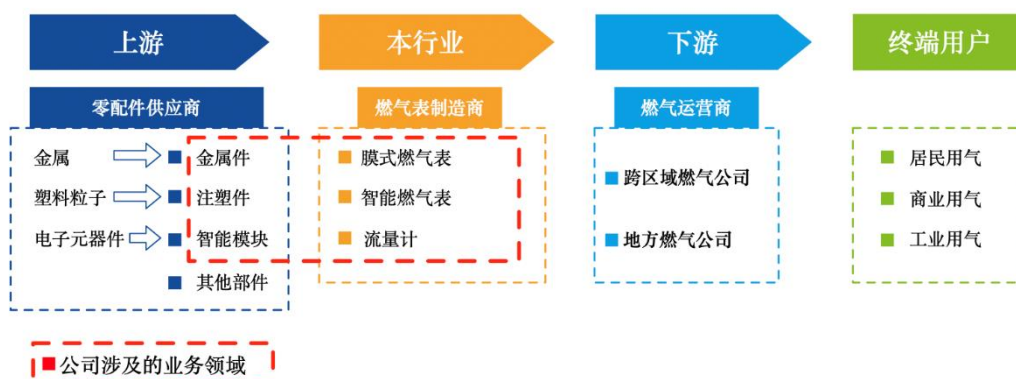 上游
本行业
下游
终端用户
零配件供应商
燃气表制造商
燃气运营商
金属
金属件
塑料粒子
注塑件
电子元器件
智能模块
其他部件
膜式燃气表
智能燃气表
流量计
跨区域燃气公司
地方燃气公司
居民用气
商业用气
工业用气
公司涉及的业务领域